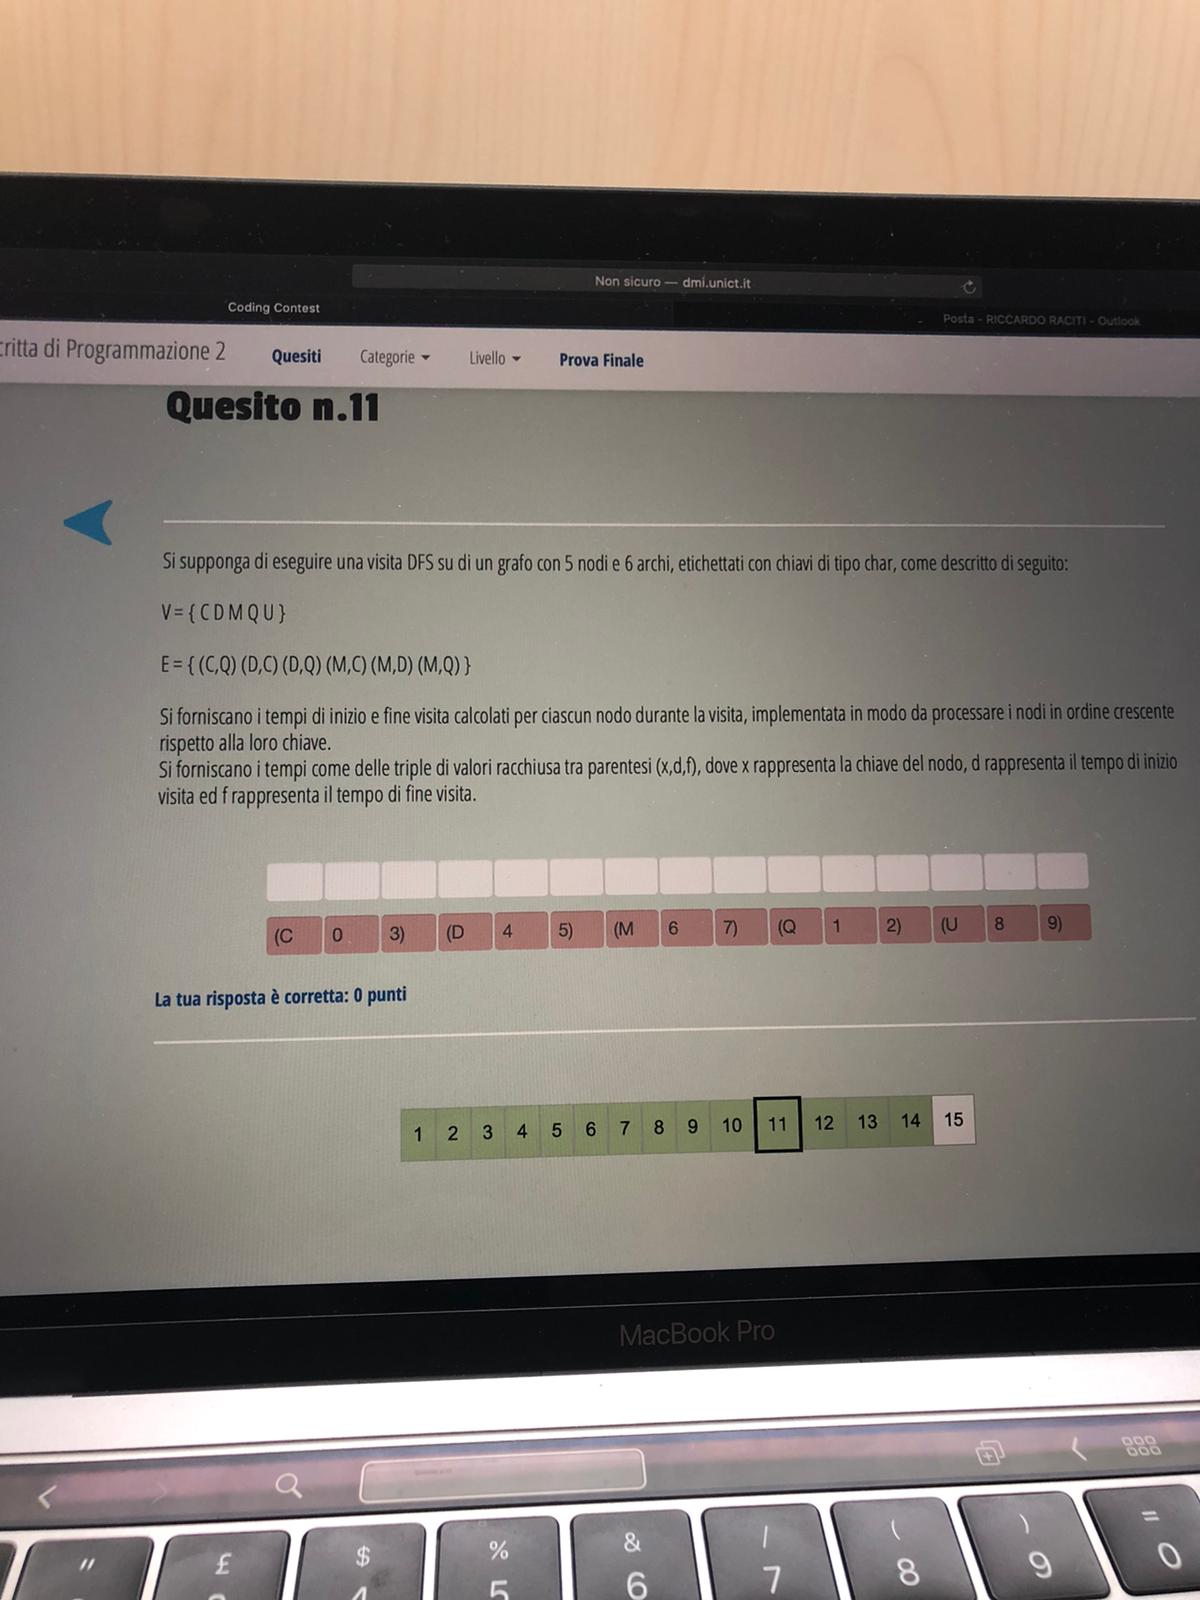 Non sicuro — dmi.unict.it
Coding Contest
Posta - RICCARDO RACITI - Outlook
critta di Programmazione 2 Quesiti Categorie Livello Prova Finale
Quesito n.11
Si supponga di eseguire una visita DFS su di un grafo con 5 nodi e 6 archi, etichettati con chiavi di tipo char, come descritto di seguito:
V = { C D M Q U }
E = { (C,Q) (D,C) (D,Q) (M,C) (M,D) (M,Q) }
Si forniscano i tempi di inizio e fine visita calcolati per ciascun nodo durante la visita, implementata in modo da processare i nodi in ordine crescente
rispetto alla loro chiave.
Si forniscano i tempi come delle triple di valori racchiusa tra parentesi (x,d,f), dove x rappresenta la chiave del nodo, d rappresenta il tempo di inizio
visita ed f rappresenta il tempo di fine visita.
(C 0 3) (D 4 5) (M 6 7) (Q 1 2) (U 8 9)
La tua risposta è corretta: 0 punti
1 2 3 4 5 6 7 8 9 10 11 12 13 14 15
MacBook Pro
" £ $ % & / ( ) =
5 6 7 8 9 0